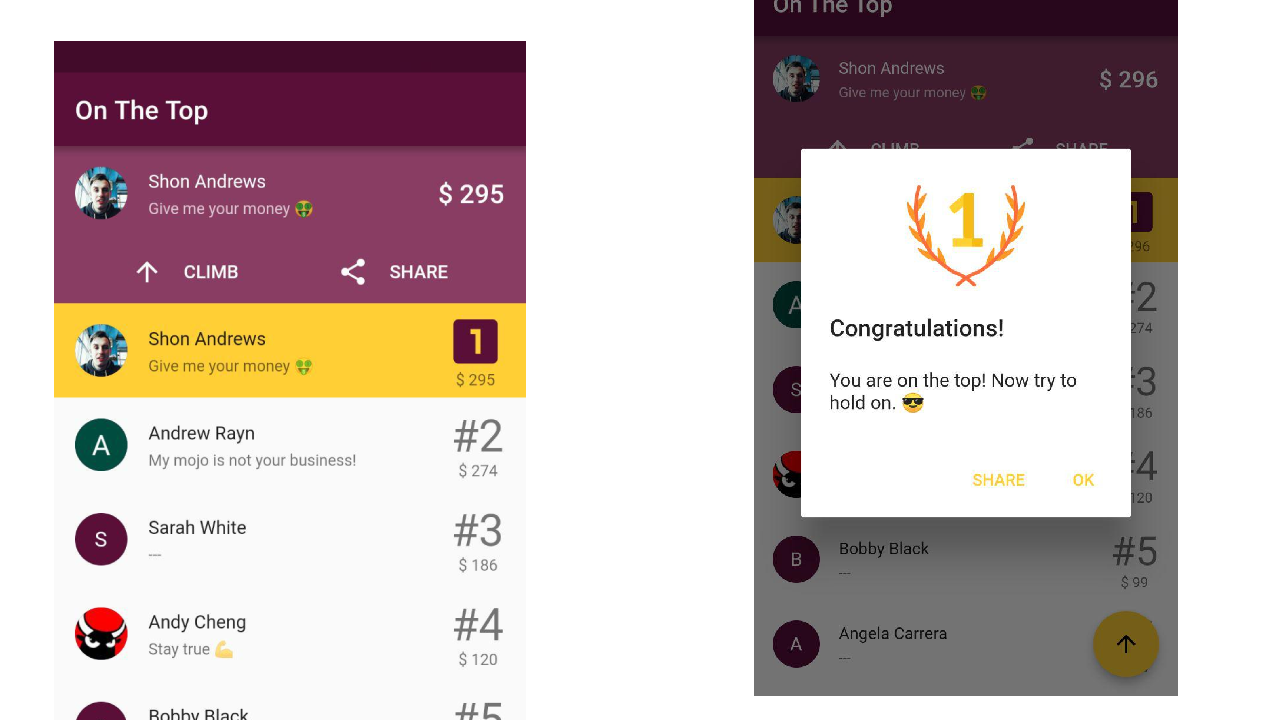 On The Top
Shon Andrews
Give me your money 🤑
$ 295
CLIMB
SHARE
Shon Andrews
Give me your money 🤑
1
$ 295
A
Andrew Rayn
My mojo is not your business!
#2
$ 274
S
Sarah White
---
#3
$ 186
Andy Cheng
Stay true 💪
#4
$ 120
Bobby Black
#5
On The Top
Shon Andrews
Give me your money 🤑
$ 296
CLIMB
SHARE
1
296
A
#2
274
S
#3
186
#4
120
1
Congratulations!
You are on the top! Now try to
hold on. 😎
SHARE
OK
B
Bobby Black
---
#5
$ 99
A
Angela Carrera
---